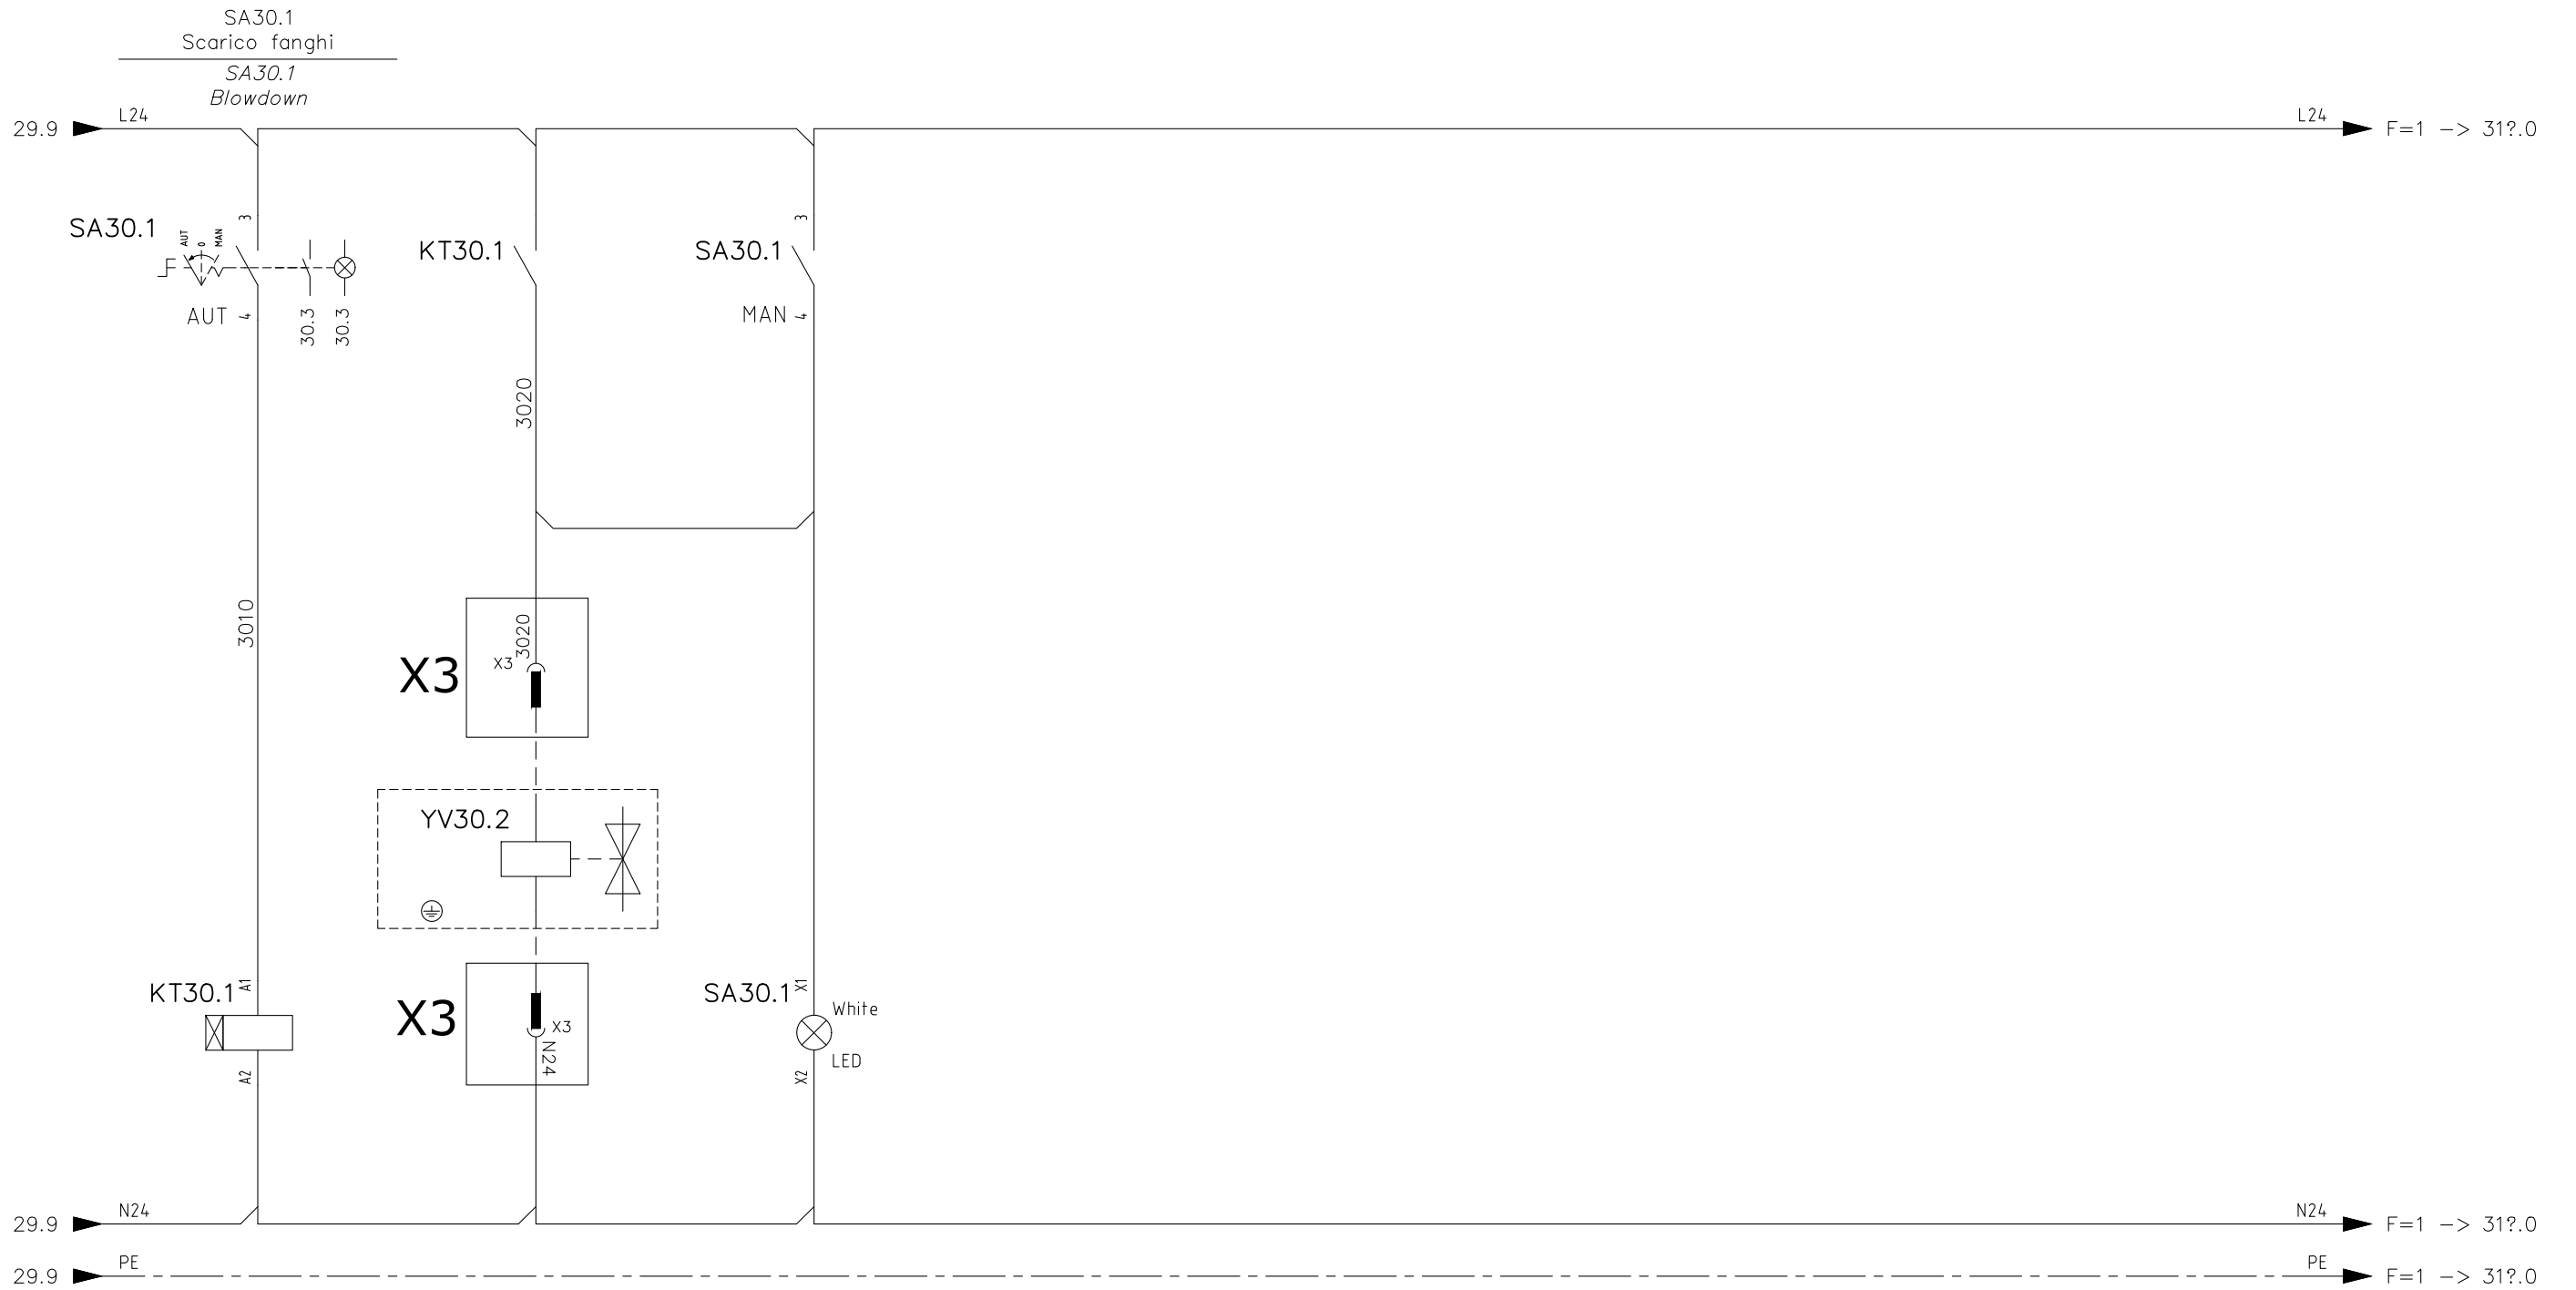 SA30.1
Scarico fanghi
SA30.1
Blowdown
29.9
L24
L24
F=1 -> 31?.0
SA30.1
AUT
0
MAN
3
AUT
4
30.3
30.3
KT30.1
SA30.1
3
MAN
4
3020
3010
X3
X3
3020
YV30.2
KT30.1
A1
A2
X3
X3
N24
SA30.1
X1
White
LED
X2
29.9
N24
N24
F=1 -> 31?.0
29.9
PE
PE
F=1 -> 31?.0